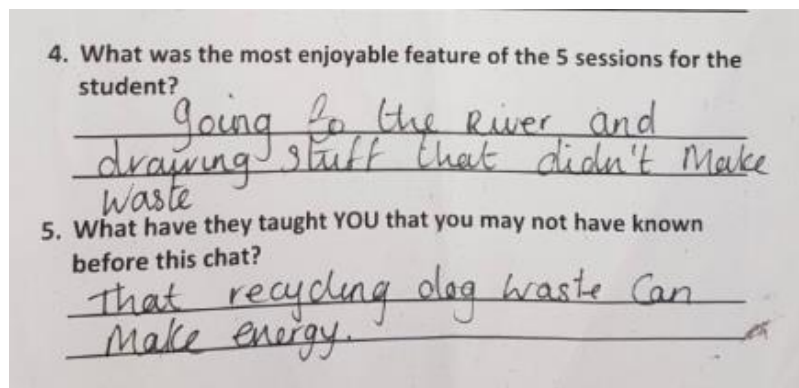 4. What was the most enjoyable feature of the 5 sessions for the
student?
going to the River and
drawing stuff that didn't Make
Waste
5. What have they taught YOU that you may not have known
before this chat?
That recycling dog waste Can
Make energy.